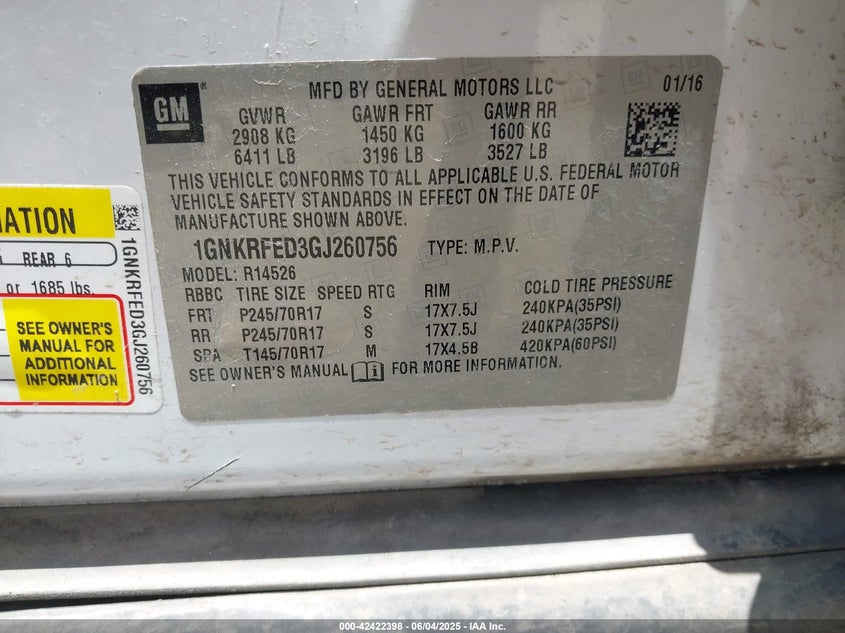 GM
MFD BY GENERAL MOTORS LLC 01/16
GVWR GAWR FRT GAWR RR
2908 KG 1450 KG 1600 KG
6411 LB 3196 LB 3527 LB
THIS VEHICLE CONFORMS TO ALL APPLICABLE U.S. FEDERAL MOTOR
VEHICLE SAFETY STANDARDS IN EFFECT ON THE DATE OF
MANUFACTURE SHOWN ABOVE.
1GNKRFED3GJ260756 TYPE: M.P.V.
MODEL: R14526
RBBC TIRE SIZE SPEED RTG RIM COLD TIRE PRESSURE
FRT P245/70R17 S 17X7.5J 240KPA(35PSI)
RR P245/70R17 S 17X7.5J 240KPA(35PSI)
SPA T145/70R17 M 17X4.5B 420KPA(60PSI)
SEE OWNER'S MANUAL FOR MORE INFORMATION.
REAR 6
or 1685 lbs.
SEE OWNER'S
MANUAL FOR
ADDITIONAL
INFORMATION
1GNKRFED3GJ260756
000-42422398 - 06/04/2025 - IAA Inc.